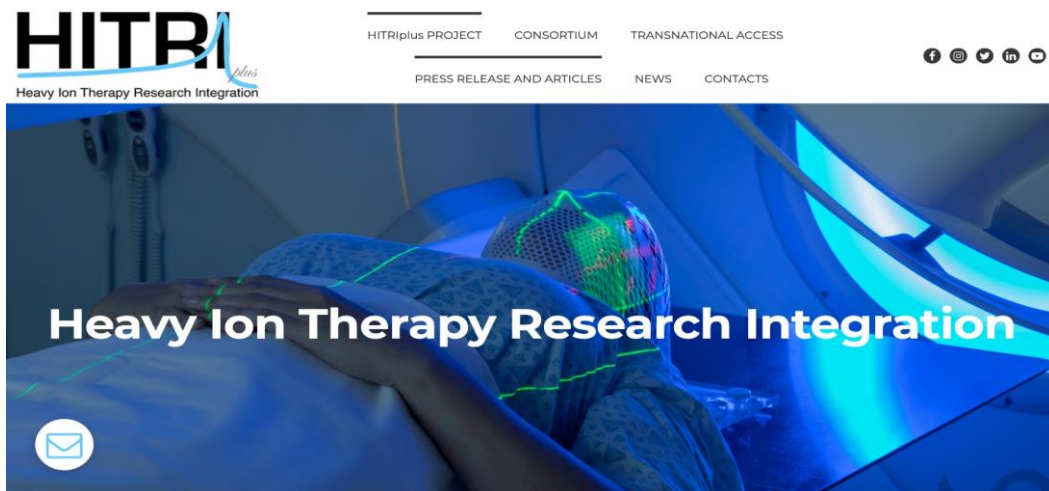 HITRI
plus
Heavy Ion Therapy Research Integration
HITRIplus PROJECT CONSORTIUM TRANSNATIONAL ACCESS
PRESS RELEASE AND ARTICLES NEWS CONTACTS
Heavy Ion Therapy Research Integration